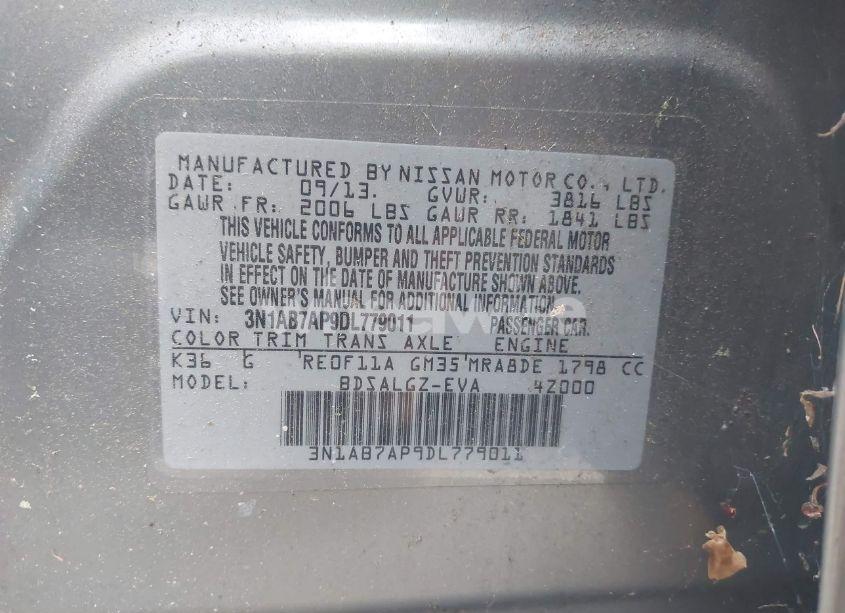 MANUFACTURED BY NISSAN MOTOR CO., LTD.
DATE: 09/13. GVWR: 3816 LBS
GAWR FR: 2006 LBS GAWR RR: 1841 LBS
THIS VEHICLE CONFORMS TO ALL APPLICABLE FEDERAL MOTOR
VEHICLE SAFETY, BUMPER AND THEFT PREVENTION STANDARDS
IN EFFECT ON THE DATE OF MANUFACTURE SHOWN ABOVE.
SEE OWNER'S MANUAL FOR ADDITIONAL INFORMATION.
VIN: 3N1AB7AP9DL779011 PASSENGER CAR.
COLOR TRIM TRANS AXLE ENGINE
K36 G RE0F11A GM35 MRA8DE 1798 CC
MODEL: BDSALGZ-EVA 42000
3N1AB7AP9DL779011